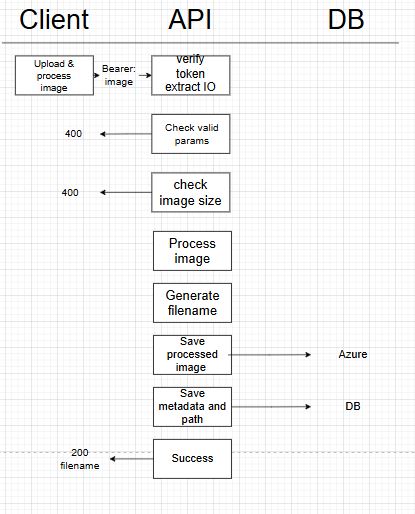 Client API DB
Upload &
process
image
Bearer:
image
verify
token
extract IO
400
Check valid
params
400
check
image size
Process
image
Generate
filename
Save
processed
image
Azure
Save
metadata and
path
DB
200
filename
Success